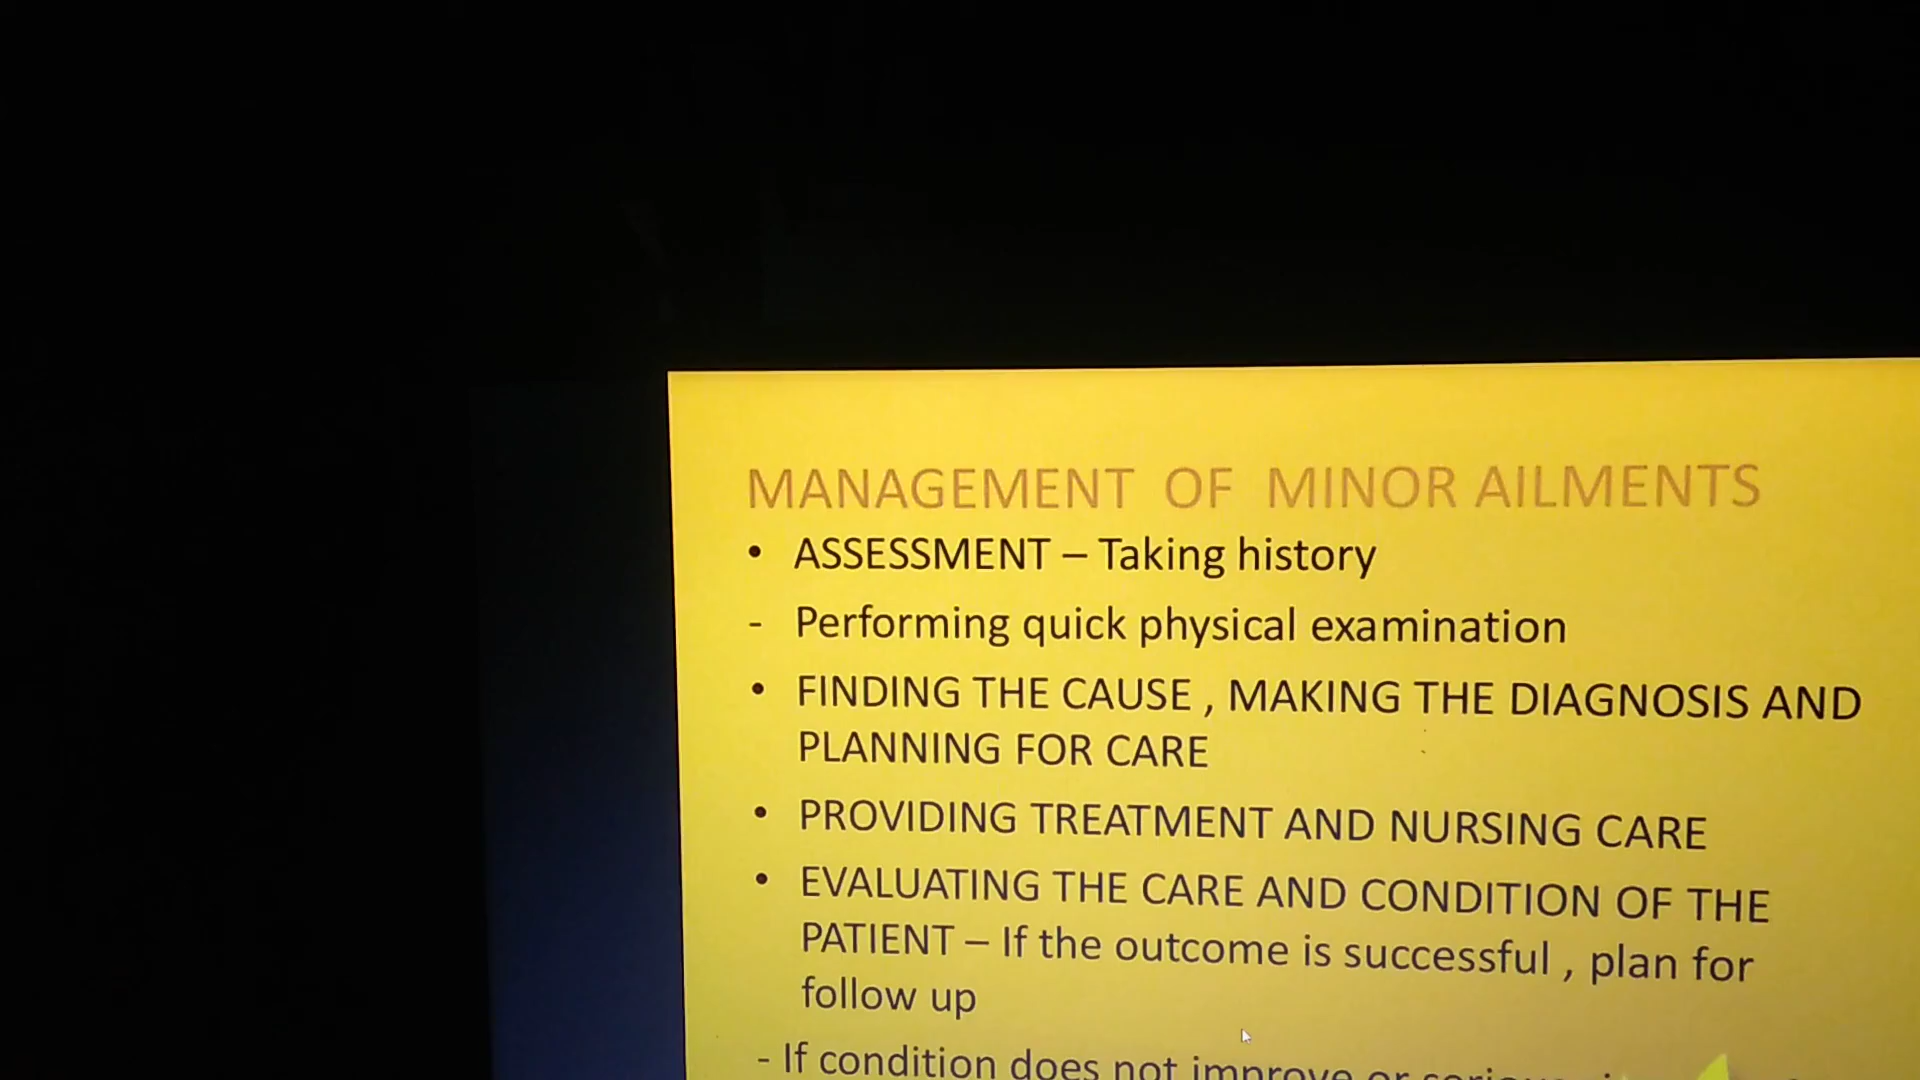 MANAGEMENT OF MINOR AILMENTS
• ASSESSMENT – Taking history
- Performing quick physical examination
• FINDING THE CAUSE , MAKING THE DIAGNOSIS AND
PLANNING FOR CARE
• PROVIDING TREATMENT AND NURSING CARE
• EVALUATING THE CARE AND CONDITION OF THE
PATIENT – If the outcome is successful , plan for
follow up
- If condition does not improve or